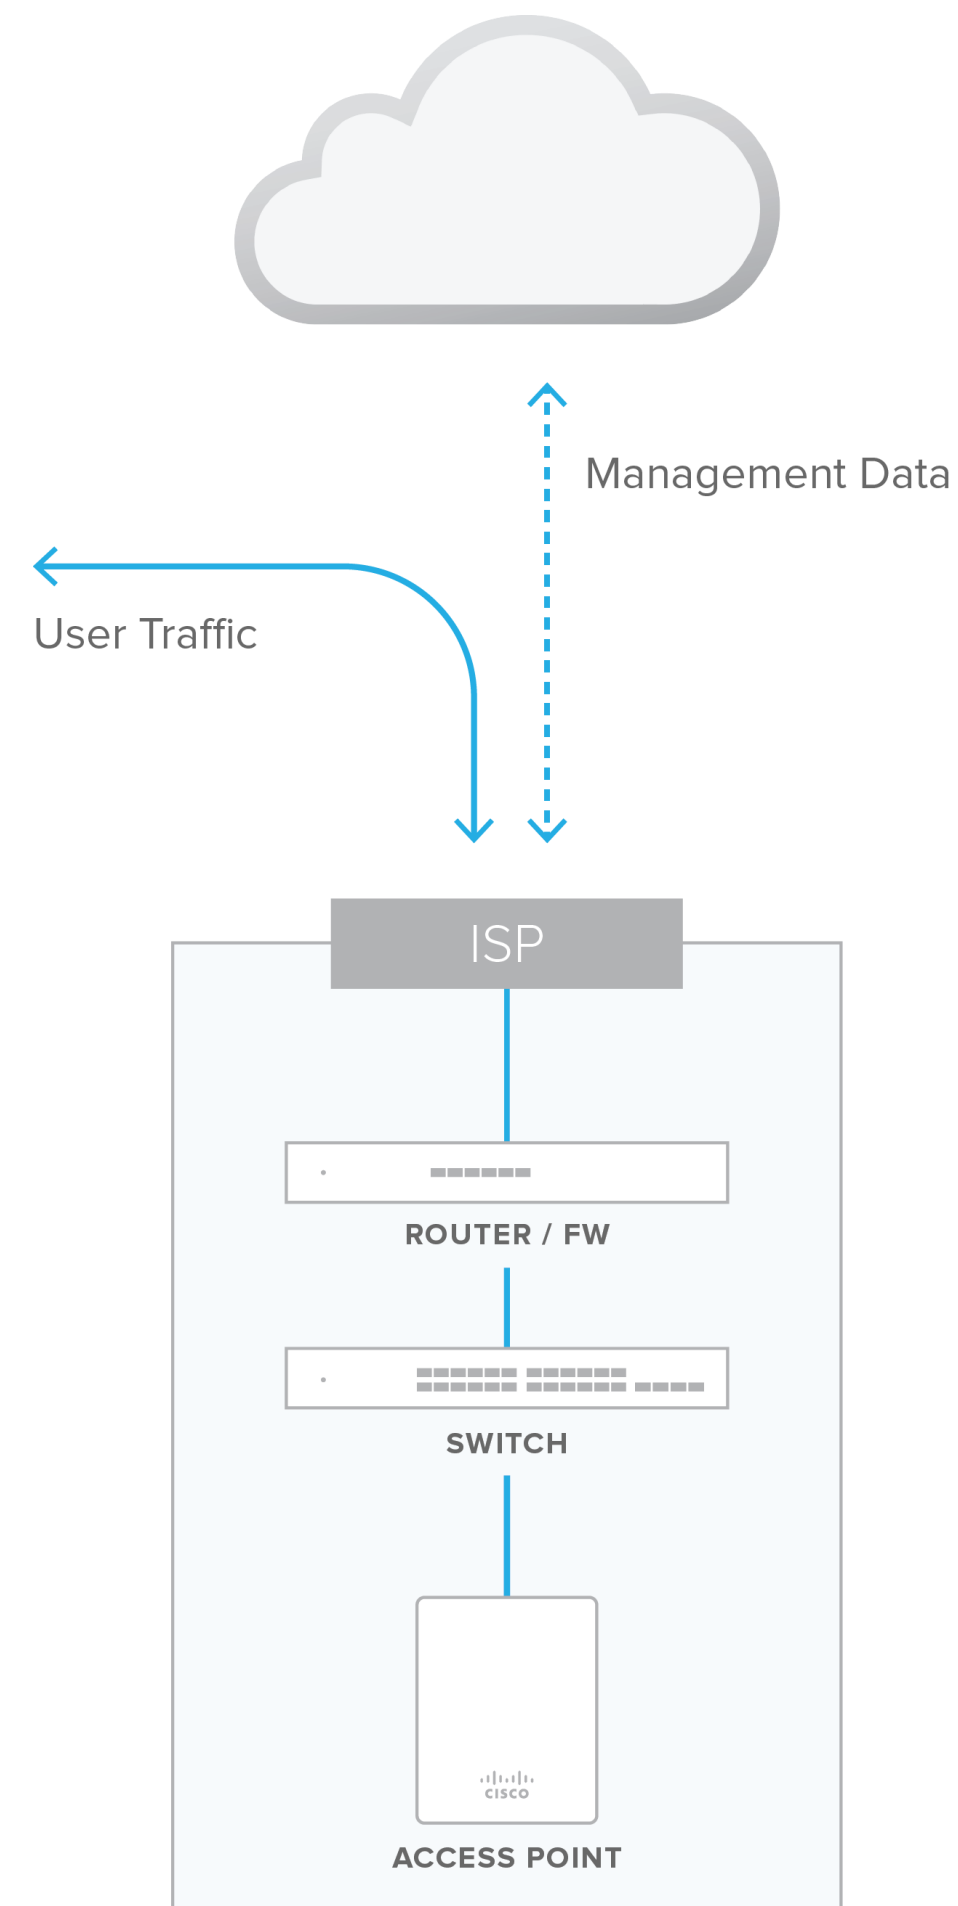 Management Data
User Traffic
ISP
ROUTER / FW
SWITCH
CISCO
ACCESS POINT